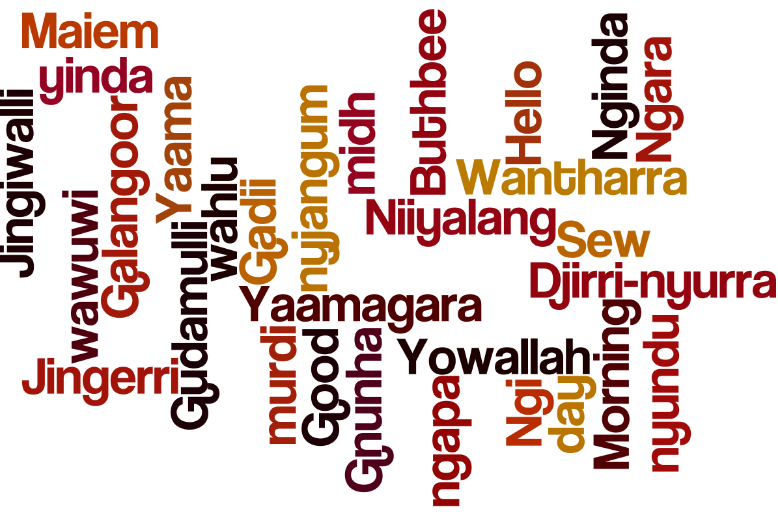 Maiem
yinda
Jingiwalli
wawuwi
Galangoor
Yaama
Gudamulli
wahlu
Gadii
nyjangum
midh
Buthbee
Hello
Nginda
Ngara
Wantharra
Niiyalang
Sew
Djirri-nyurra
Yaamagara
Jingerri
murdi
Good
Gnunha
Yowallah
ngapa
Ngi
day
Morning
nyundu